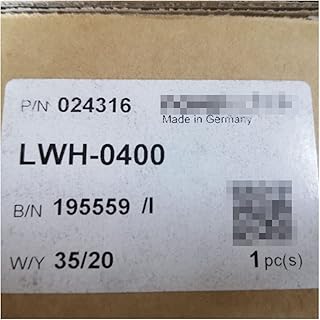 P/N 024316
Made in Germany
LWH-0400
B/N 195559 /I
W/Y 35/20
1 pc(s)